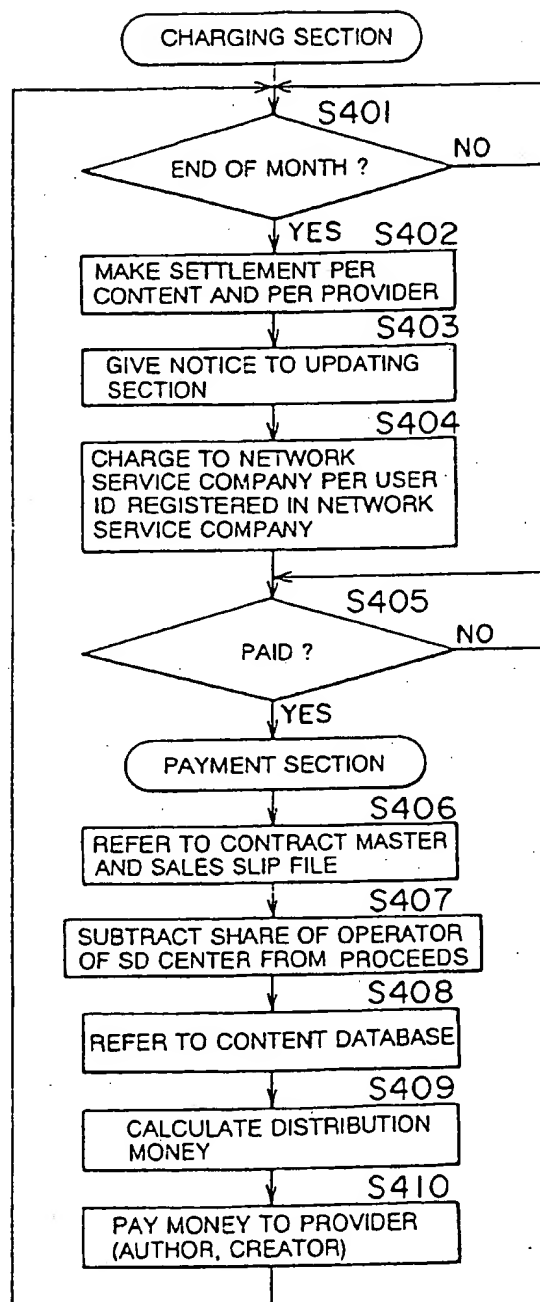 CHARGING SECTION
S401
END OF MONTH ?
NO
YES
S402
MAKE SETTLEMENT PER
CONTENT AND PER PROVIDER
S403
GIVE NOTICE TO UPDATING
SECTION
S404
CHARGE TO NETWORK
SERVICE COMPANY PER USER
ID REGISTERED IN NETWORK
SERVICE COMPANY
S405
PAID ?
NO
YES
PAYMENT SECTION
S406
REFER TO CONTRACT MASTER
AND SALES SLIP FILE
S407
SUBTRACT SHARE OF OPERATOR
OF SD CENTER FROM PROCEEDS
S408
REFER TO CONTENT DATABASE
S409
CALCULATE DISTRIBUTION
MONEY
S410
PAY MONEY TO PROVIDER
(AUTHOR, CREATOR)